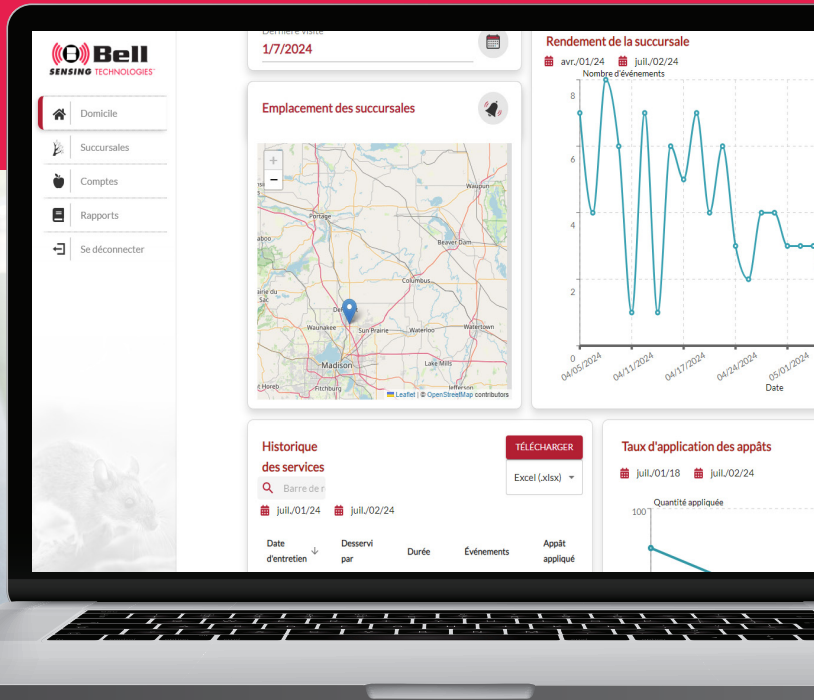 Bell
SENSING TECHNOLOGIES
Domicile
Succursales
Comptes
Rapports
Se déconnecter
Dernière visite
1/7/2024
Emplacement des succursales
+
−
Waupun
Portage
Beaver Dam
Columbus
Waunakee
Sun Prairie
Waterloo
Watertown
Madison
Lake Mills
Fitchburg
Jefferson
Leaflet | © OpenStreetMap contributors
Rendement de la succursale
avr./01/24 juil./02/24
Nombre d'événements
8
6
4
2
0
04/05/2024 04/11/2024 04/17/2024 04/24/2024 05/01/2024
Date
Historique
des services
TÉLÉCHARGER
Excel (.xlsx)
Barre de r
juil./01/24 juil./02/24
Date
d'entretien
Desservi
par
Durée
Événements
Appât
appliqué
Taux d'application des appâts
juil./01/18 juil./02/24
Quantité appliquée
100